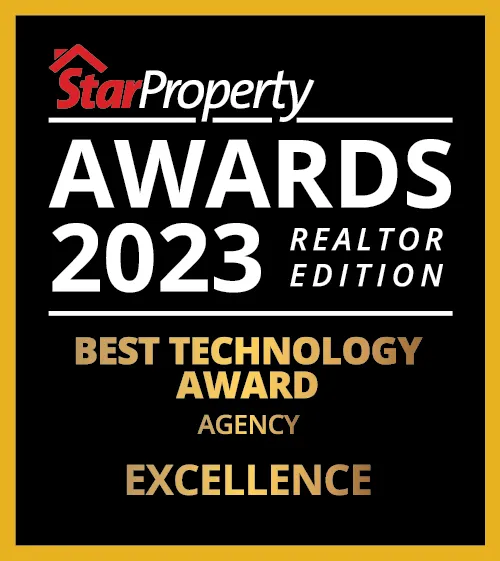 StarProperty
AWARDS
2023 REALTOR
EDITION
BEST TECHNOLOGY
AWARD
AGENCY
EXCELLENCE